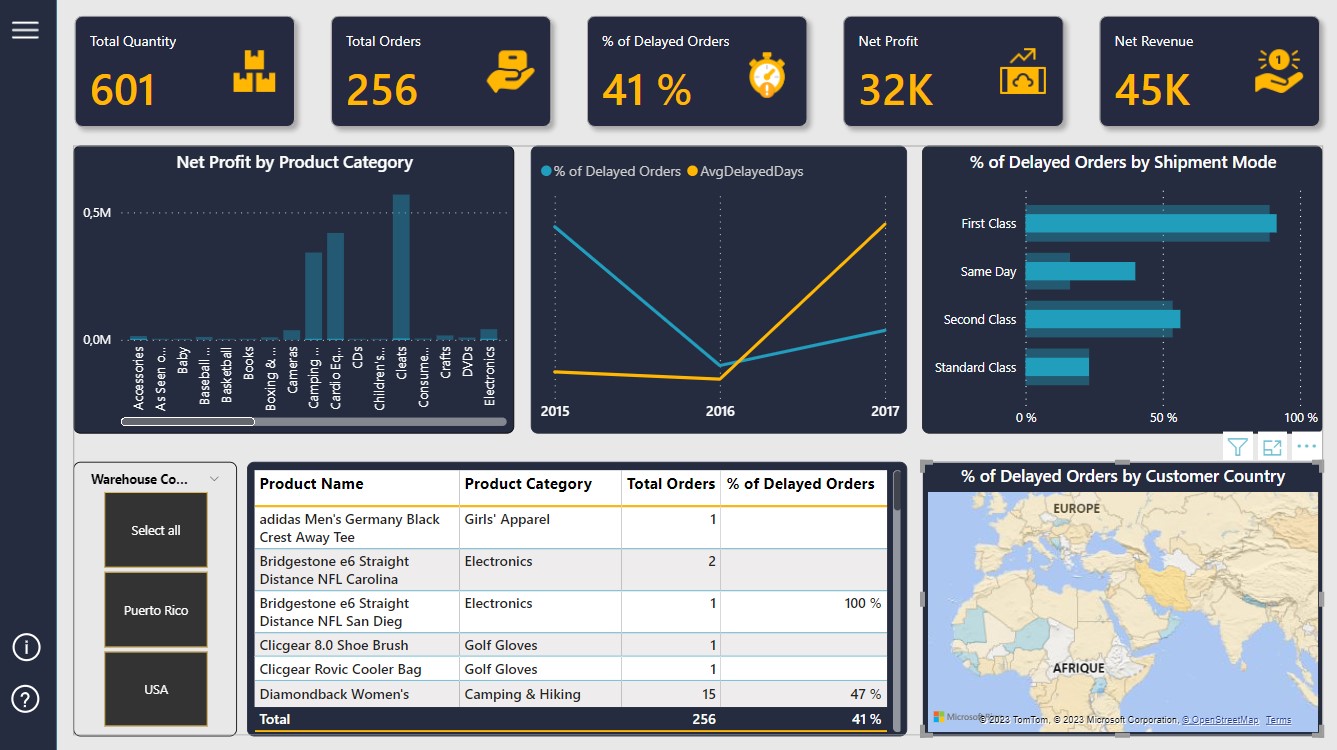 Total Quantity
601
Total Orders
256
% of Delayed Orders
41 %
Net Profit
32K
Net Revenue
1
45K
Net Profit by Product Category
0,5M
0,0M
Accessories
As Seen o...
Baby
Baseball ...
Basketball
Books
Boxing & ...
Cameras
Camping ...
Cardio Eq...
CDs
Children's...
Cleats
Consume...
Crafts
DVDs
Electronics
% of Delayed Orders
AvgDelayedDays
2015
2016
2017
% of Delayed Orders by Shipment Mode
First Class
Same Day
Second Class
Standard Class
0 %
50 %
100 %
Warehouse Co...
Select all
Puerto Rico
USA
Product Name Product Category Total Orders % of Delayed Orders
adidas Men's Germany Black Girls' Apparel 1
Crest Away Tee
Bridgestone e6 Straight Electronics 2
Distance NFL Carolina
Bridgestone e6 Straight Electronics 1 100 %
Distance NFL San Dieg
Clicgear 8.0 Shoe Brush Golf Gloves 1
Clicgear Rovic Cooler Bag Golf Gloves 1
Diamondback Women's Camping & Hiking 15 47 %
Total 256 41 %
% of Delayed Orders by Customer Country
EUROPE
AFRIQUE
© 2023 TomTom, © 2023 Microsoft Corporation, © OpenStreetMap Terms
i
?